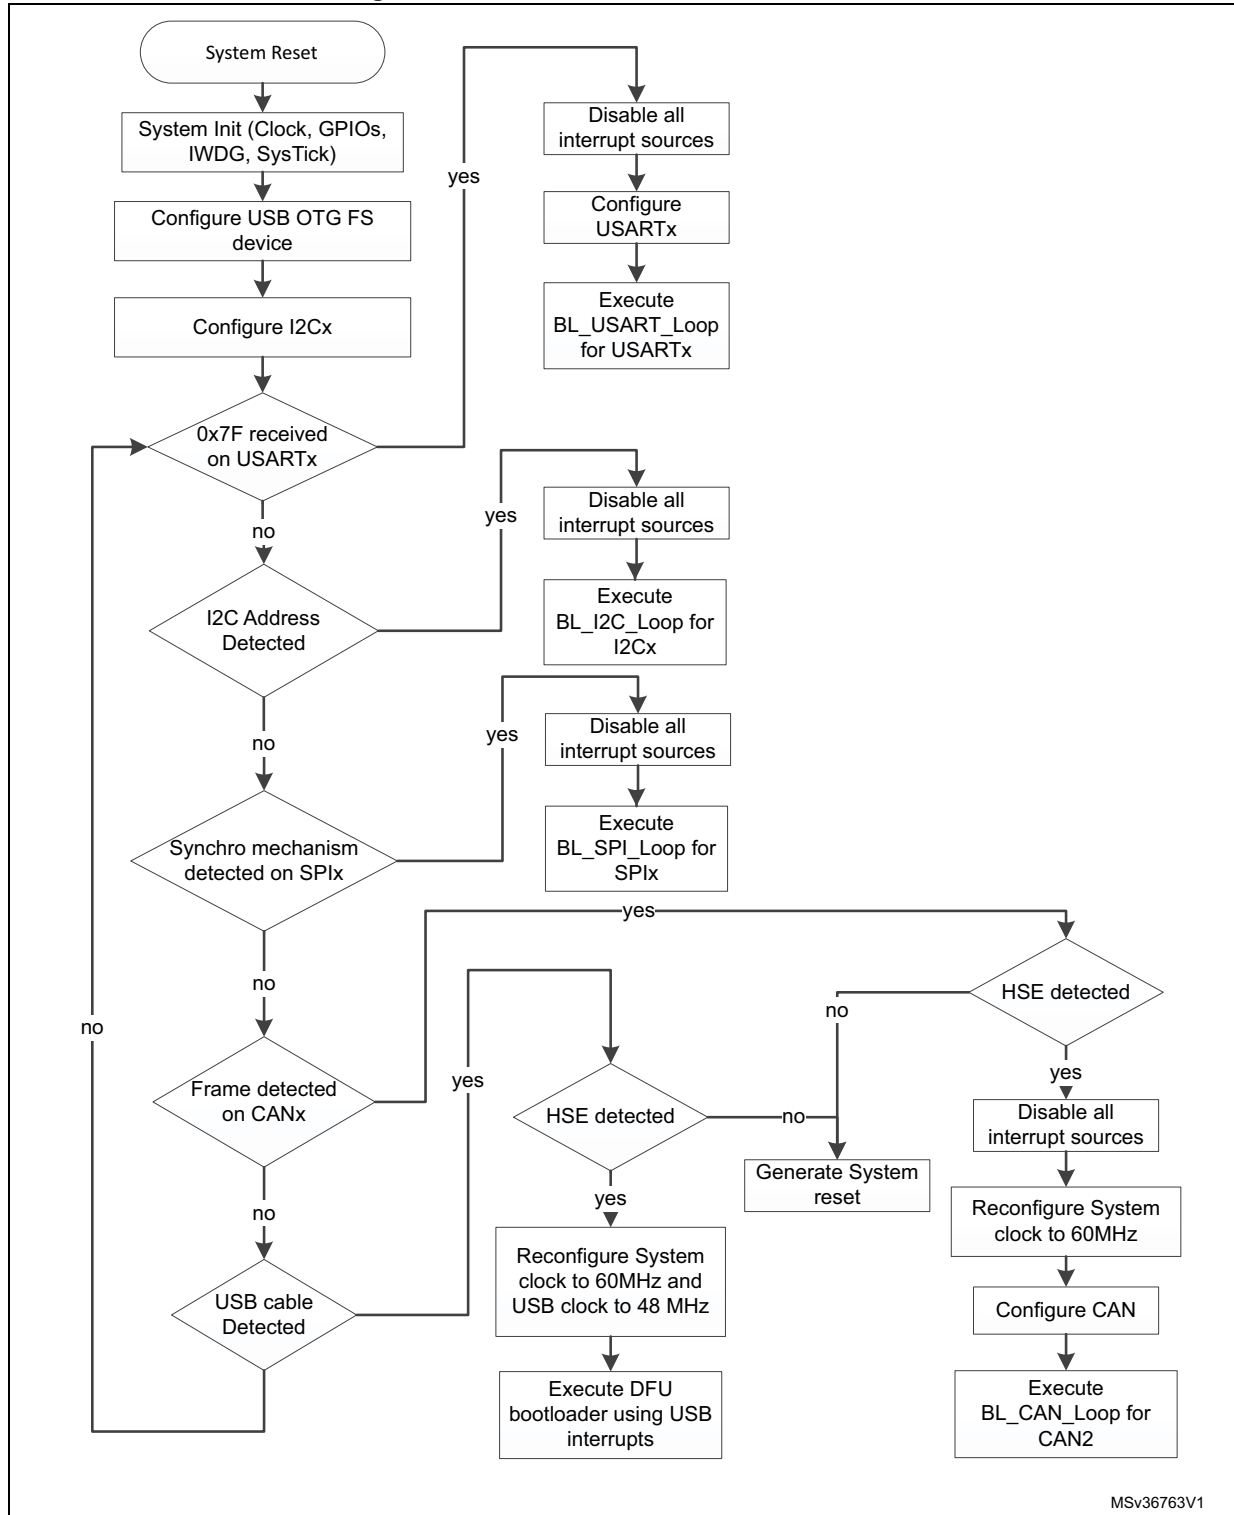 System Reset
System Init (Clock, GPIOs,
IWDG, SysTick)
Configure USB OTG FS
device
Configure I2Cx
0x7F received
on USARTx
yes
Disable all
interrupt sources
Configure
USARTx
Execute
BL_USART_Loop
for USARTx
no
I2C Address
Detected
yes
Disable all
interrupt sources
Execute
BL_I2C_Loop for
I2Cx
no
Synchro mechanism
detected on SPIx
yes
Disable all
interrupt sources
Execute
BL_SPI_Loop for
SPIx
no
Frame detected
on CANx
yes
HSE detected
no
yes
Disable all
interrupt sources
Reconfigure System
clock to 60MHz
Configure CAN
Execute
BL_CAN_Loop for
CAN2
no
USB cable
Detected
yes
HSE detected
no
Generate System
reset
yes
Reconfigure System
clock to 60MHz and
USB clock to 48 MHz
Execute DFU
bootloader using USB
interrupts
no
MSv36763V1